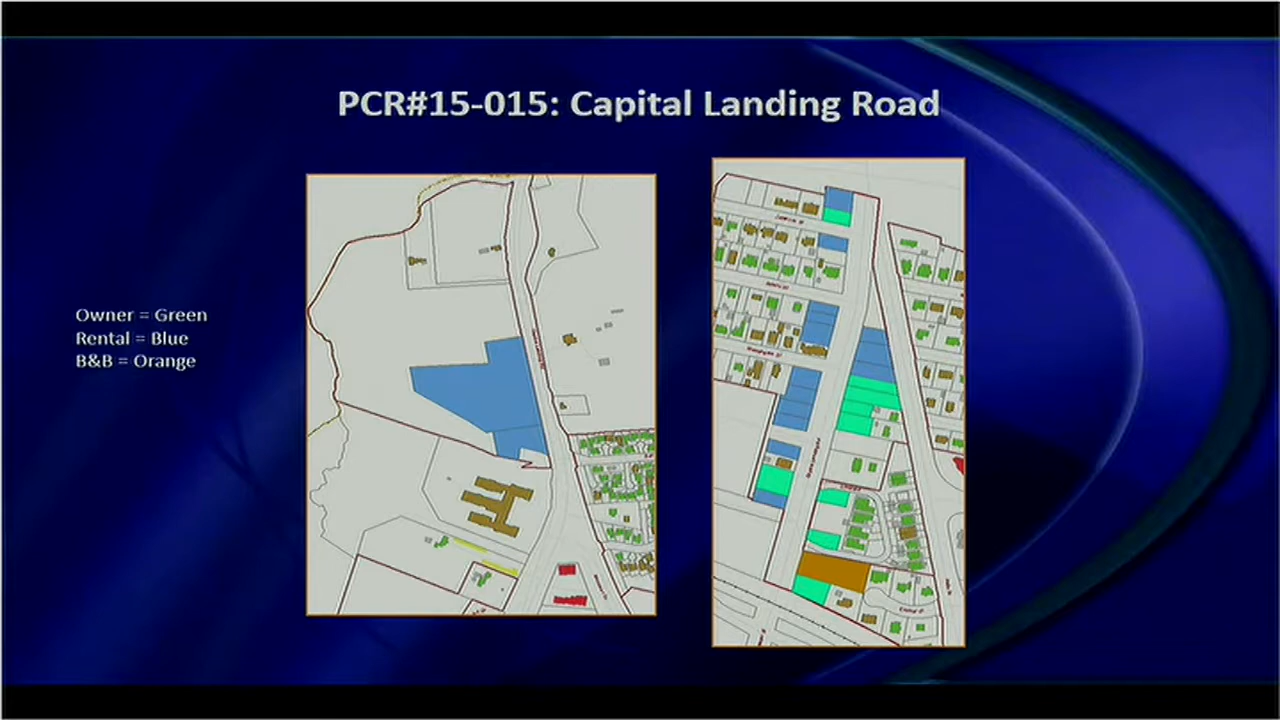 PCR#15-015: Capital Landing Road
Owner = Green
Rental = Blue
B&B = Orange